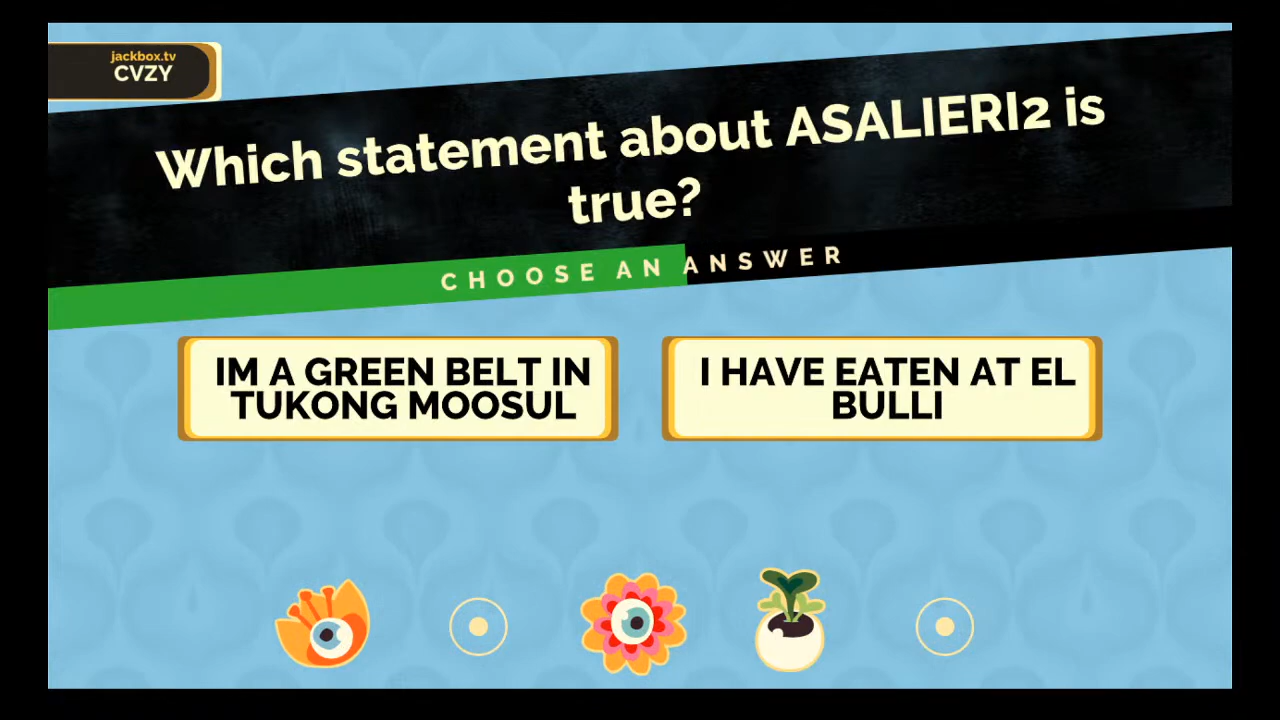 jackbox.tv
CVZY
Which statement about ASALIERI2 is
true?
CHOOSE AN ANSWER
IM A GREEN BELT IN
TUKONG MOOSUL
I HAVE EATEN AT EL
BULLI